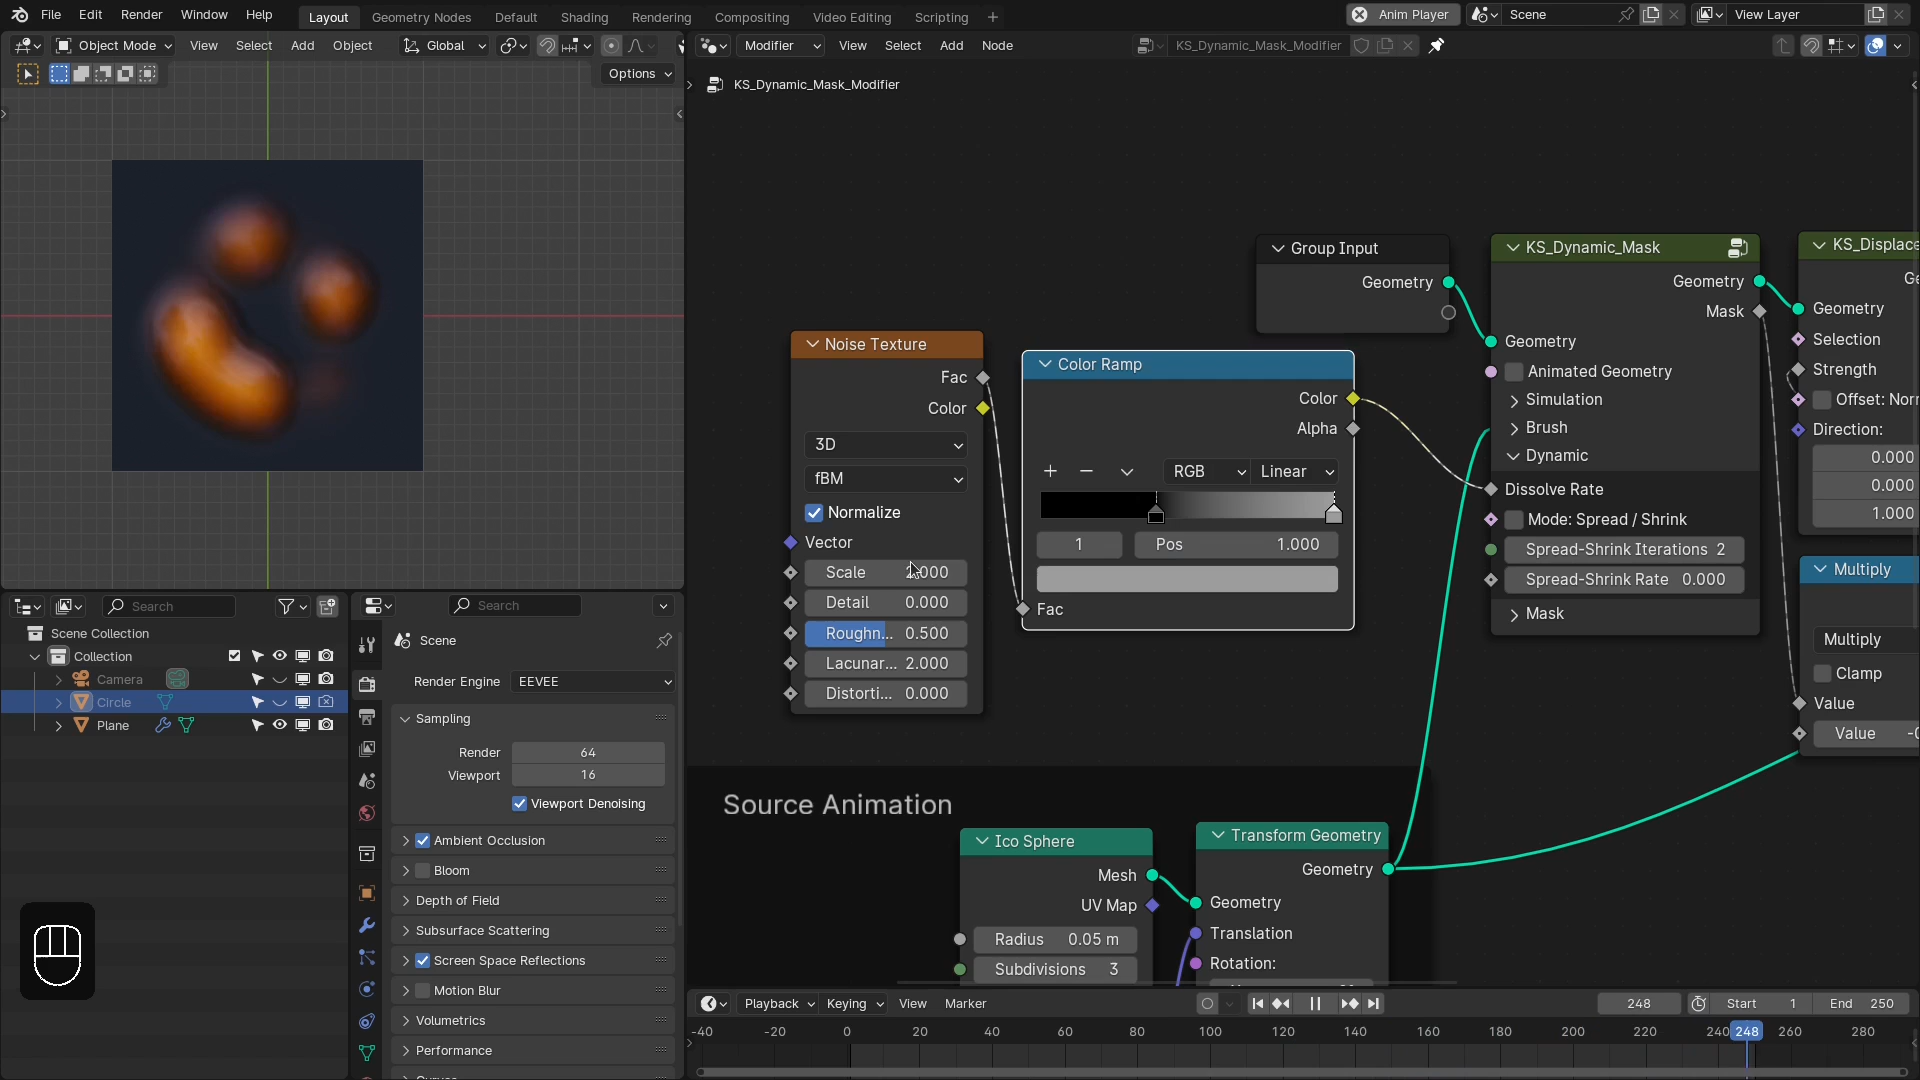 File Edit Render Window Help Layout Geometry Nodes Default Shading Rendering Compositing Video Editing Scripting + Anim Player Scene View Layer
Object Mode View Select Add Object Global Modifier View Select Add Node KS_Dynamic_Mask_Modifier
Options
KS_Dynamic_Mask_Modifier
Group Input
Geometry
KS_Dynamic_Mask
Geometry
Mask
Geometry
Animated Geometry
Simulation
Brush
Dynamic
Dissolve Rate
Mode: Spread / Shrink
Spread-Shrink Iterations 2
Spread-Shrink Rate 0.000
Mask
KS_Displace
Ge
Geometry
Selection
Strength
Offset: Nor
Direction:
0.000
0.000
1.000
Multiply
Multiply
Clamp
Value
Value -0
Noise Texture
Fac
Color
3D
fBM
Normalize
Vector
Scale 2.000
Detail 0.000
Roughn... 0.500
Lacunar... 2.000
Distorti... 0.000
Color Ramp
Color
Alpha
RGB Linear
1 Pos 1.000
Fac
Source Animation
Ico Sphere
Mesh
UV Map
Radius 0.05 m
Subdivisions 3
Transform Geometry
Geometry
Geometry
Translation
Rotation:
Search
Scene Collection
Collection
Camera
Circle
Plane
Search
Scene
Render Engine EEVEE
Sampling
Render 64
Viewport 16
Viewport Denoising
Ambient Occlusion
Bloom
Depth of Field
Subsurface Scattering
Screen Space Reflections
Motion Blur
Volumetrics
Performance
Playback Keying View Marker 248 Start 1 End 250
-40 -20 0 20 40 60 80 100 120 140 160 180 200 220 240 248 260 280